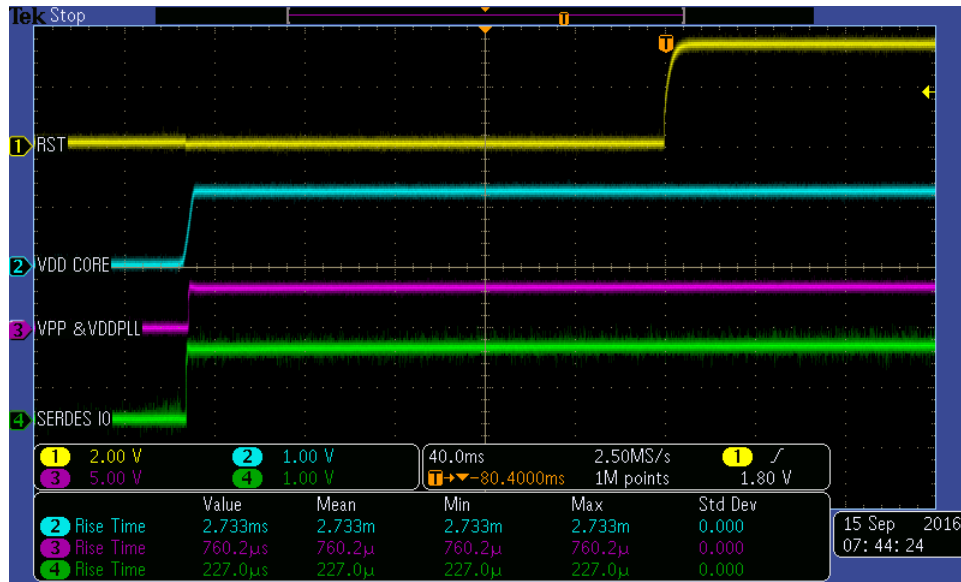 Tek Stop
T
T
1 RST
2 VDD CORE
3 VPP &VDDPLL
4 SERDES IO
1 2.00 V 2 1.00 V 40.0ms 2.50MS/s 1
3 5.00 V 4 1.00 V T→▼-80.4000ms 1M points 1.80 V
Value Mean Min Max Std Dev
2 Rise Time 2.733ms 2.733m 2.733m 2.733m 0.000
3 Rise Time 760.2µs 760.2µ 760.2µ 760.2µ 0.000
4 Rise Time 227.0µs 227.0µ 227.0µ 227.0µ 0.000
15 Sep 2016
07:44:24